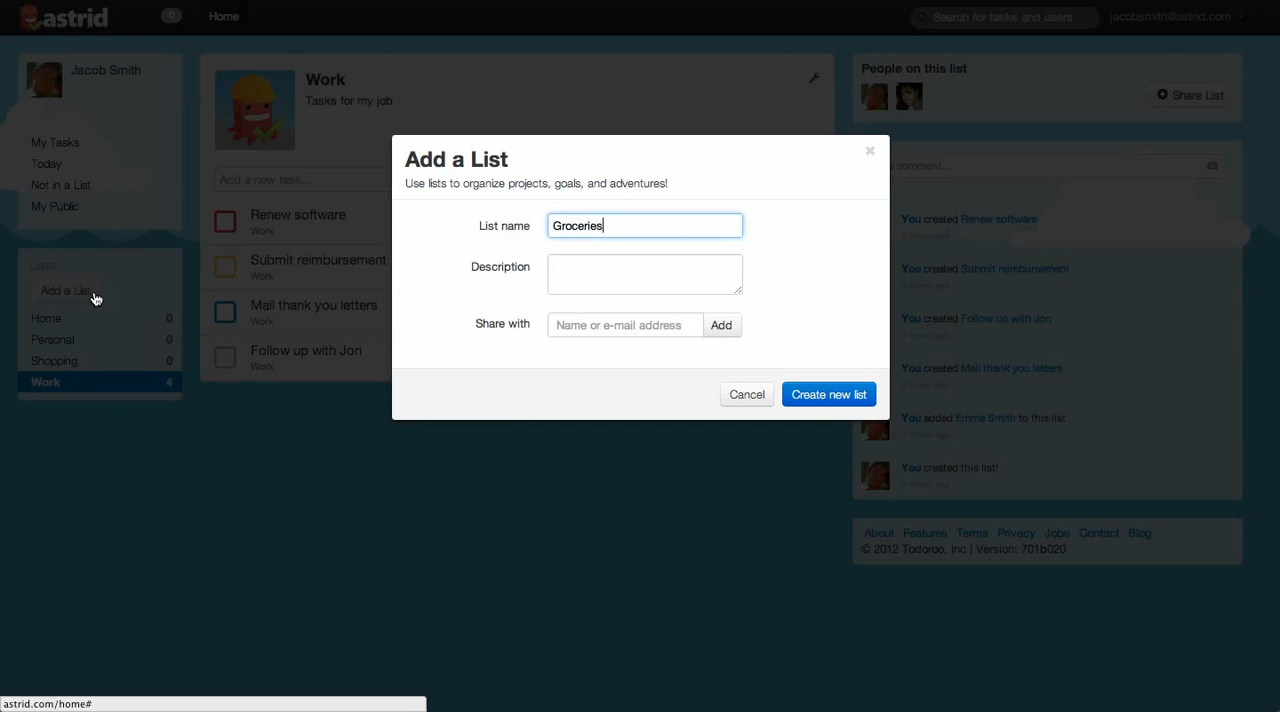 astrid
0
Home
Search for tasks and users
jacobsmith@astrid.com
Jacob Smith
My Tasks
Today
Not in a List
My Public
LISTS
Add a List
Home 0
Personal 0
Shopping 0
Work 4
Work
Tasks for my job
Add a new task...
Renew software
Work
Submit reimbursement
Work
Mail thank you letters
Work
Follow up with Jon
Work
Add a List
Use lists to organize projects, goals, and adventures!
List name
Groceries
Description
Share with
Name or e-mail address
Add
Cancel
Create new list
People on this list
Share List
comment...
You created Renew software
You created Submit reimbursement
You created Follow up with Jon
You created Mail thank you letters
You added Emma Smith to this list
You created this list!
About Features Terms Privacy Jobs Contact Blog
© 2012 Todoroo, Inc | Version: 701b020
astrid.com/home#